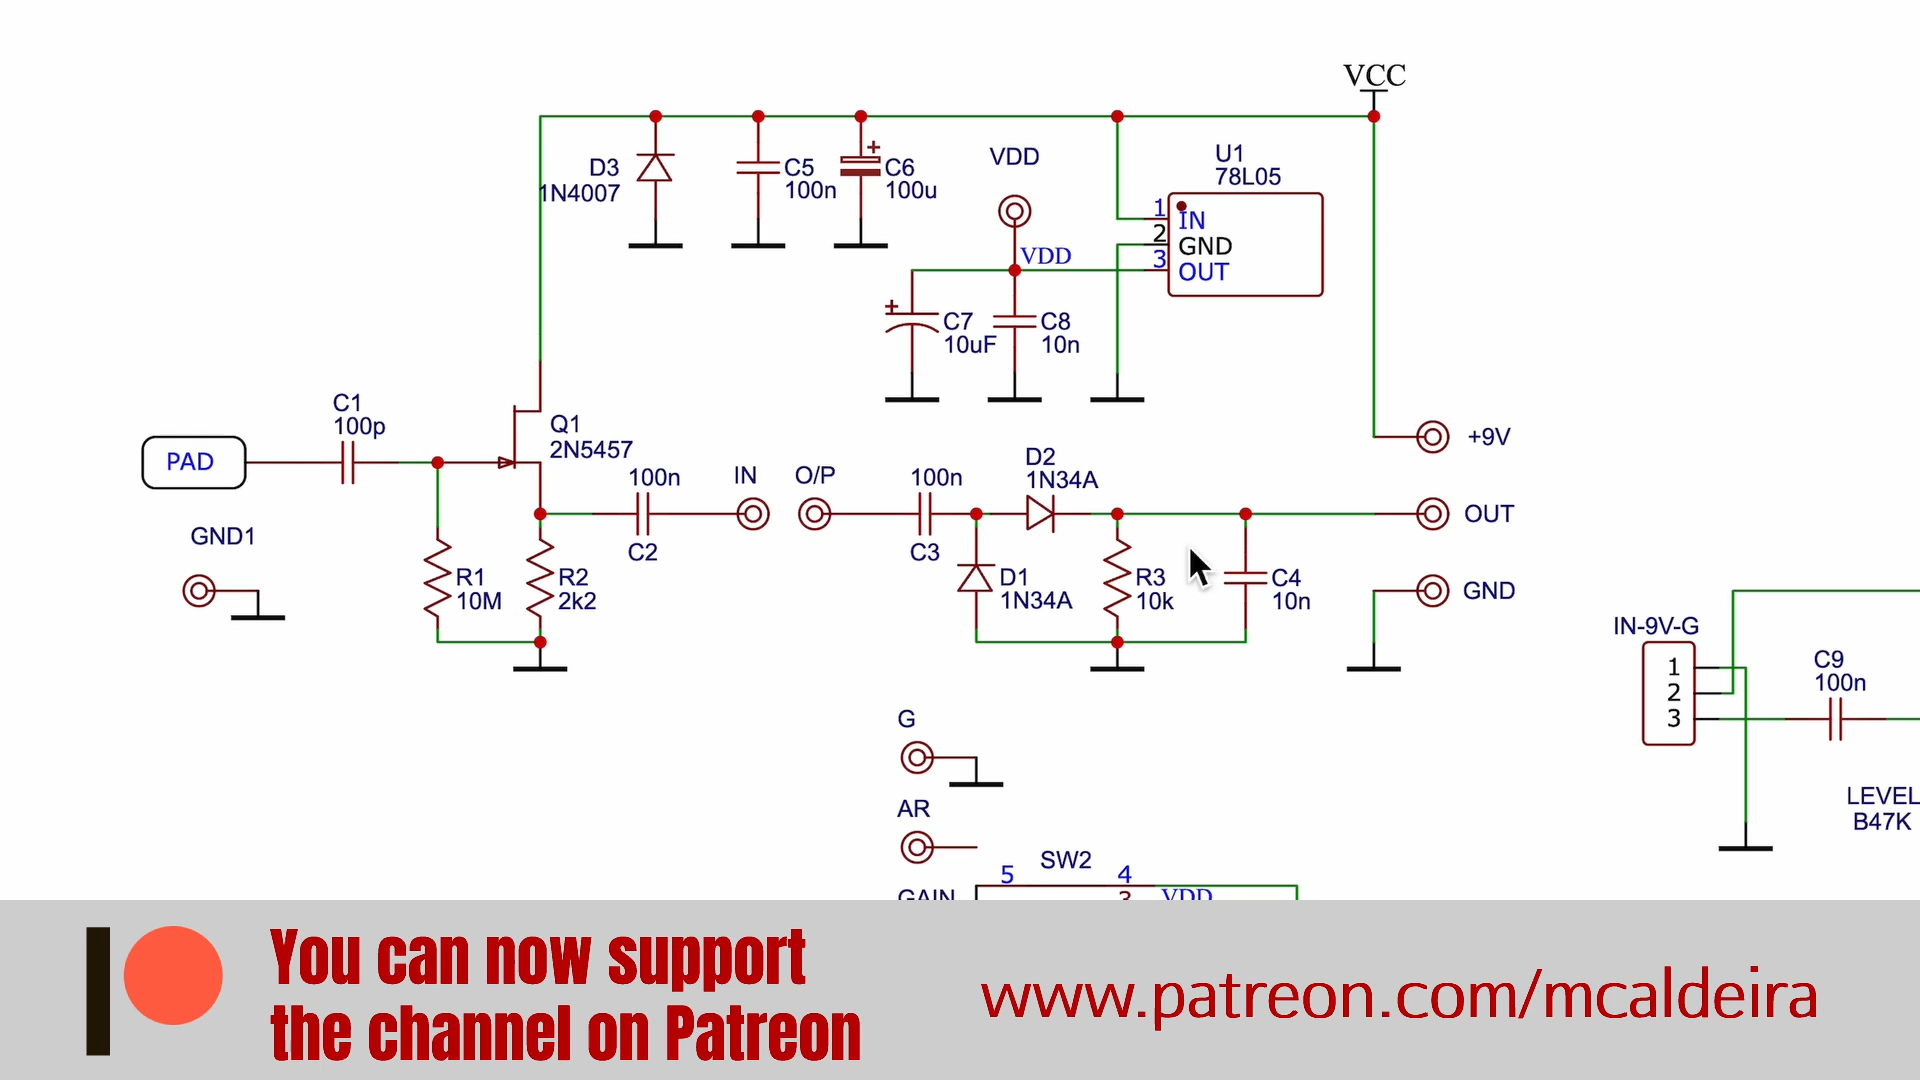 VCC
D3
1N4007
C5
100n
C6
100u
VDD
U1
78L05
1
IN
2
GND
3
OUT
VDD
C7
10uF
C8
10n
C1
100p
PAD
Q1
2N5457
+9V
100n
C2
IN
O/P
100n
C3
D2
1N34A
OUT
GND1
R1
10M
R2
2k2
D1
1N34A
R3
10k
C4
10n
GND
IN-9V-G
1
2
3
C9
100n
G
AR
LEVEL
B47K
SW2
5
4
3
GAIN
VDD
You can now support
the channel on Patreon
www.patreon.com/mcaldeira